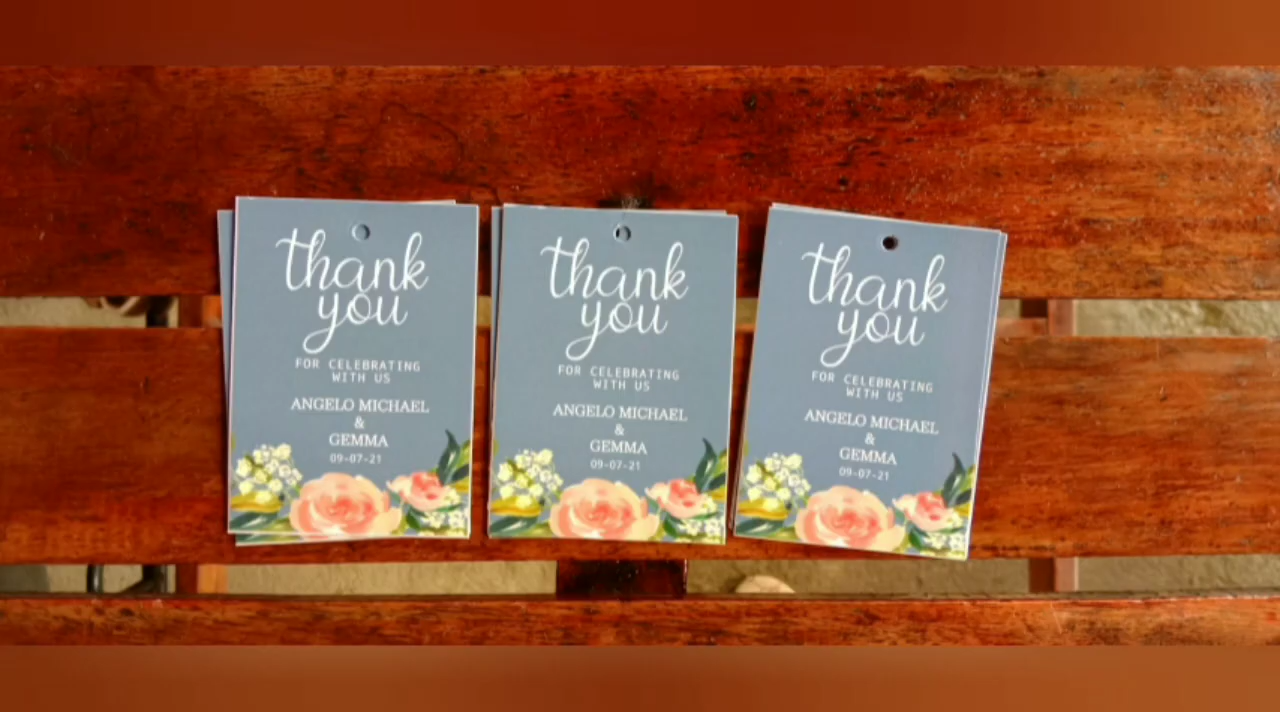 thank
you
FOR CELEBRATING
WITH US
ANGELO MICHAEL
&
GEMMA
09-07-21
thank
you
FOR CELEBRATING
WITH US
ANGELO MICHAEL
&
GEMMA
09-07-21
thank
you
FOR CELEBRATING
WITH US
ANGELO MICHAEL
&
GEMMA
09-07-21